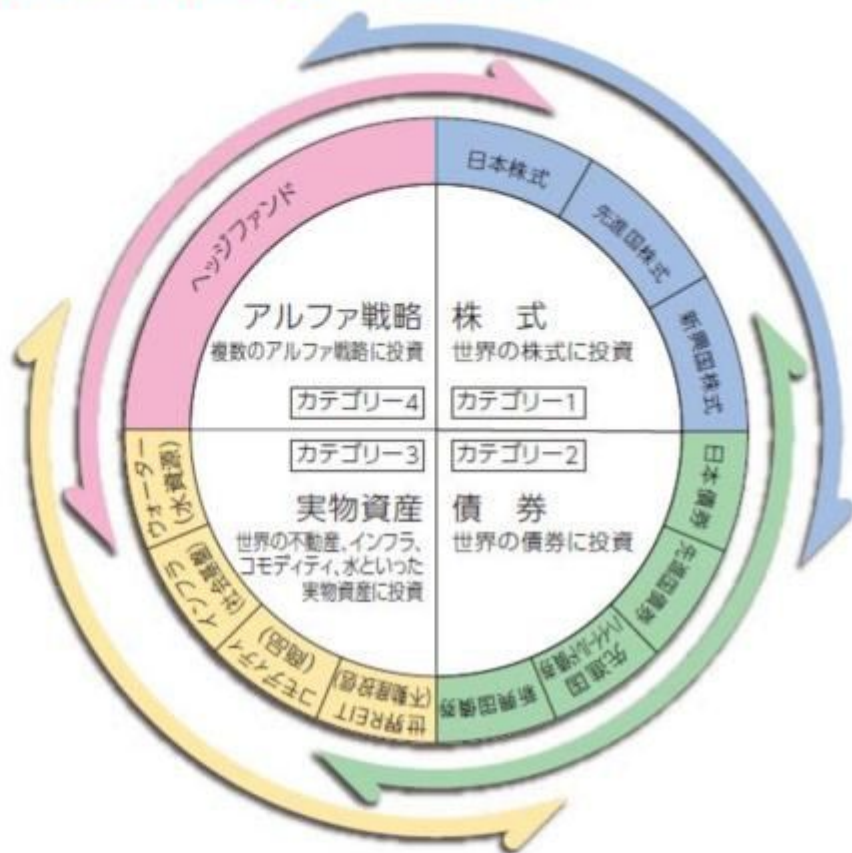 ヘッジファンド
日本株式
先進国株式
新興国株式
アルファ戦略
複数のアルファ戦略に投資
カテゴリー4
株 式
世界の株式に投資
カテゴリー1
カテゴリー3
実物資産
世界の不動産、インフラ、
コモディティ、水といった
実物資産に投資
カテゴリー2
債 券
世界の債券に投資
日本債券
先進国債券
先進国
ハイイールド債券
新興国債券
世界REIT
(不動産投信)
コモディティ
(商品)
インフラ
(社会基盤)
ウォーター
(水資源)